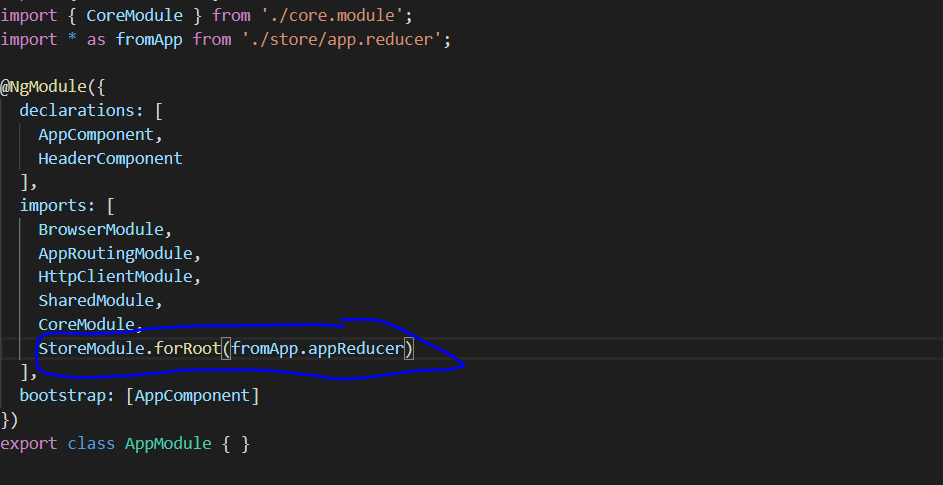 import { CoreModule } from './core.module';
import * as fromApp from './store/app.reducer';
@NgModule({
declarations: [
AppComponent,
HeaderComponent
],
imports: [
BrowserModule,
AppRoutingModule,
HttpClientModule,
SharedModule,
CoreModule,
StoreModule.forRoot(fromApp.appReducer)
],
bootstrap: [AppComponent]
})
export class AppModule { }